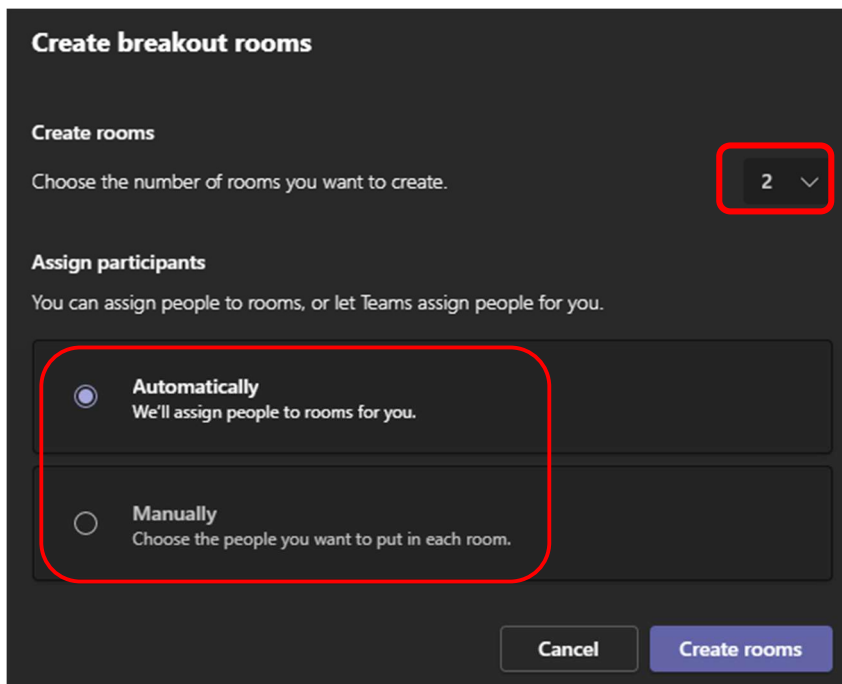 Create breakout rooms
Create rooms
Choose the number of rooms you want to create.
2
Assign participants
You can assign people to rooms, or let Teams assign people for you.
Automatically
We'll assign people to rooms for you.
Manually
Choose the people you want to put in each room.
Cancel
Create rooms